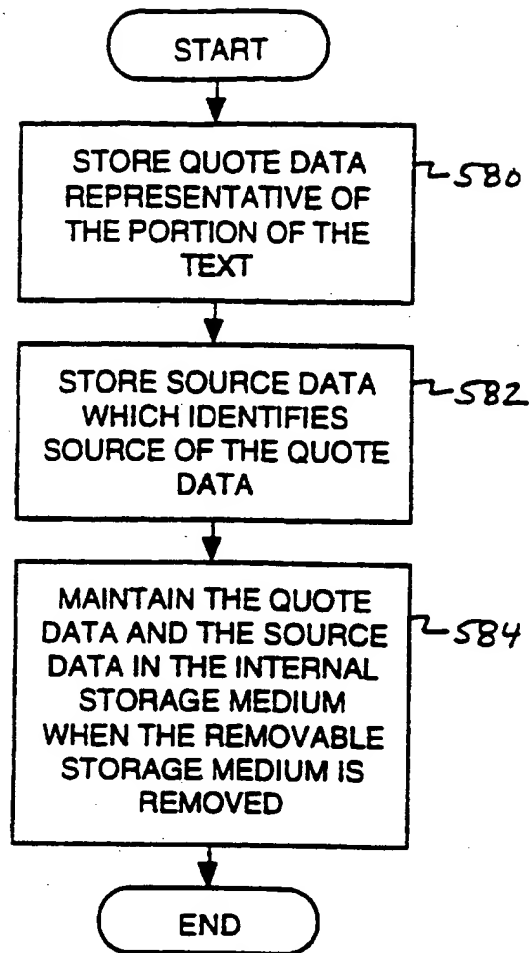 START
STORE QUOTE DATA
REPRESENTATIVE OF
THE PORTION OF THE
TEXT
580
STORE SOURCE DATA
WHICH IDENTIFIES
SOURCE OF THE QUOTE
DATA
582
MAINTAIN THE QUOTE
DATA AND THE SOURCE
DATA IN THE INTERNAL
STORAGE MEDIUM
WHEN THE REMOVABLE
STORAGE MEDIUM IS
REMOVED
584
END